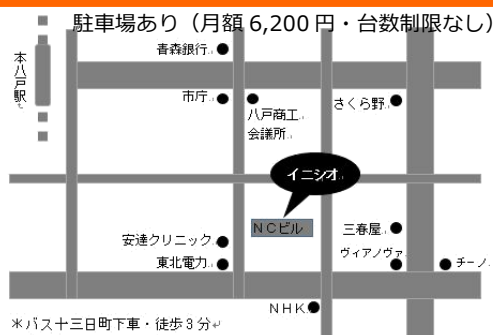 駐車場あり（月額6,200円・台数制限なし）
本八戸駅
青森銀行
市庁
八戸商工
会議所
さくら野
イニシオ
NCビル
三春屋
安達クリニック
ヴィアノヴァ
東北電力
チーノ
NHK
＊バス十三日町下車・徒歩3分